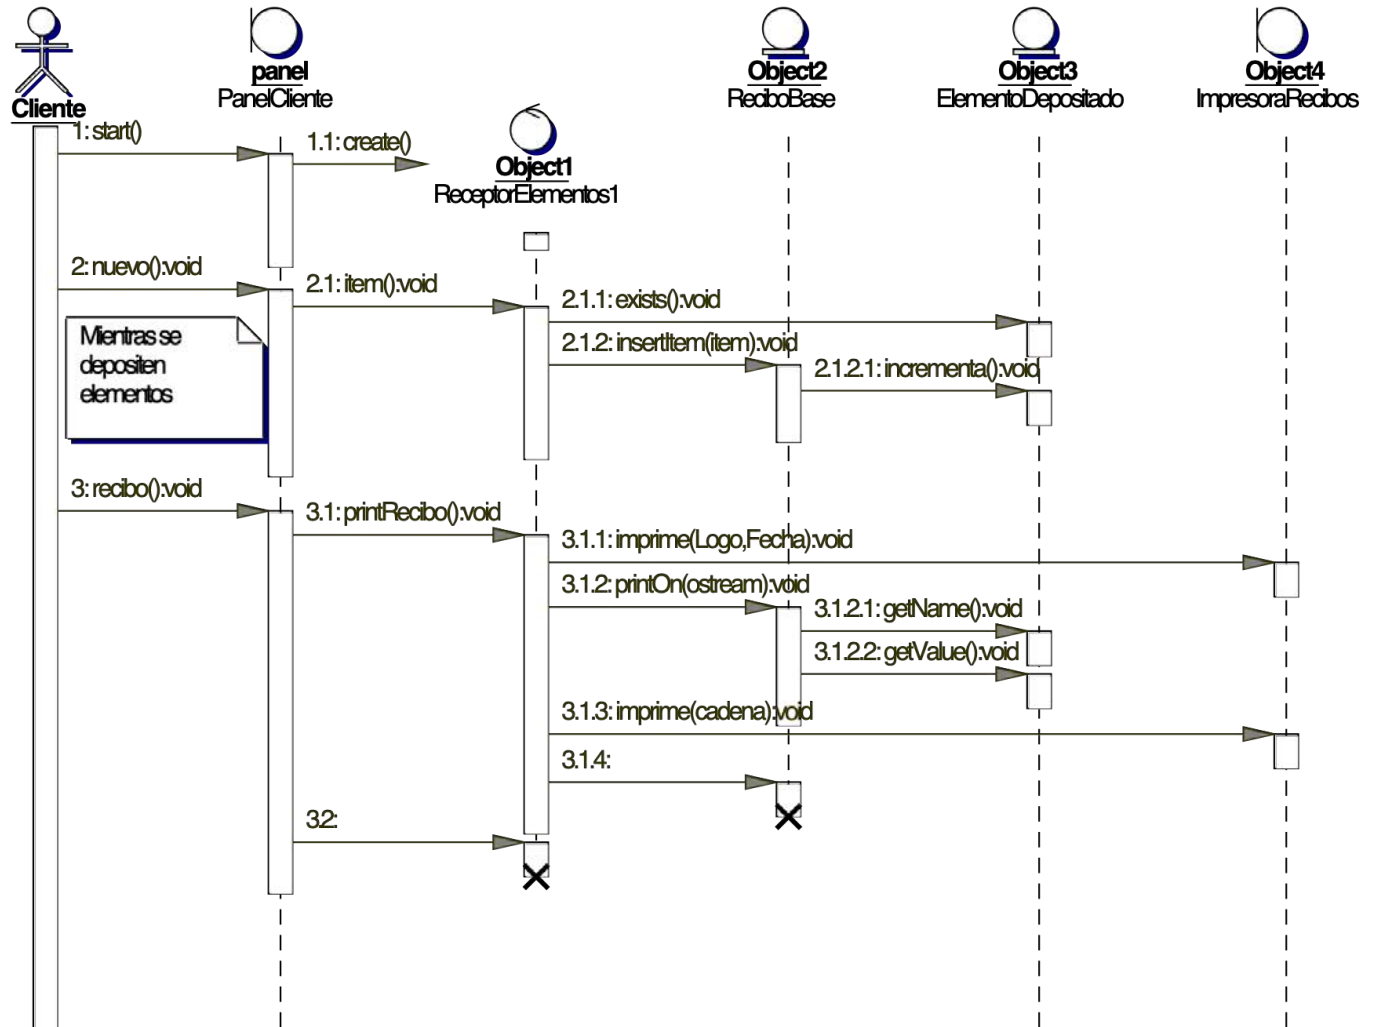 Cliente
panel
PanelCliente
Object1
ReceptorElementos1
Object2
ReciboBase
Object3
ElementoDepositado
Object4
ImpresoraRecibos
1: start()
1.1: create()
2: nuevo():void
2.1: item():void
2.1.1: exists():void
2.1.2: insertItem(item):void
2.1.2.1: incrementa():void
Mientras se
depositen
elementos
3: recibo():void
3.1: printRecibo():void
3.1.1: imprime(Logo,Fecha):void
3.1.2: printOn(ostream):void
3.1.2.1: getName():void
3.1.2.2: getValue():void
3.1.3: imprime(cadena):void
3.1.4:
3.2: